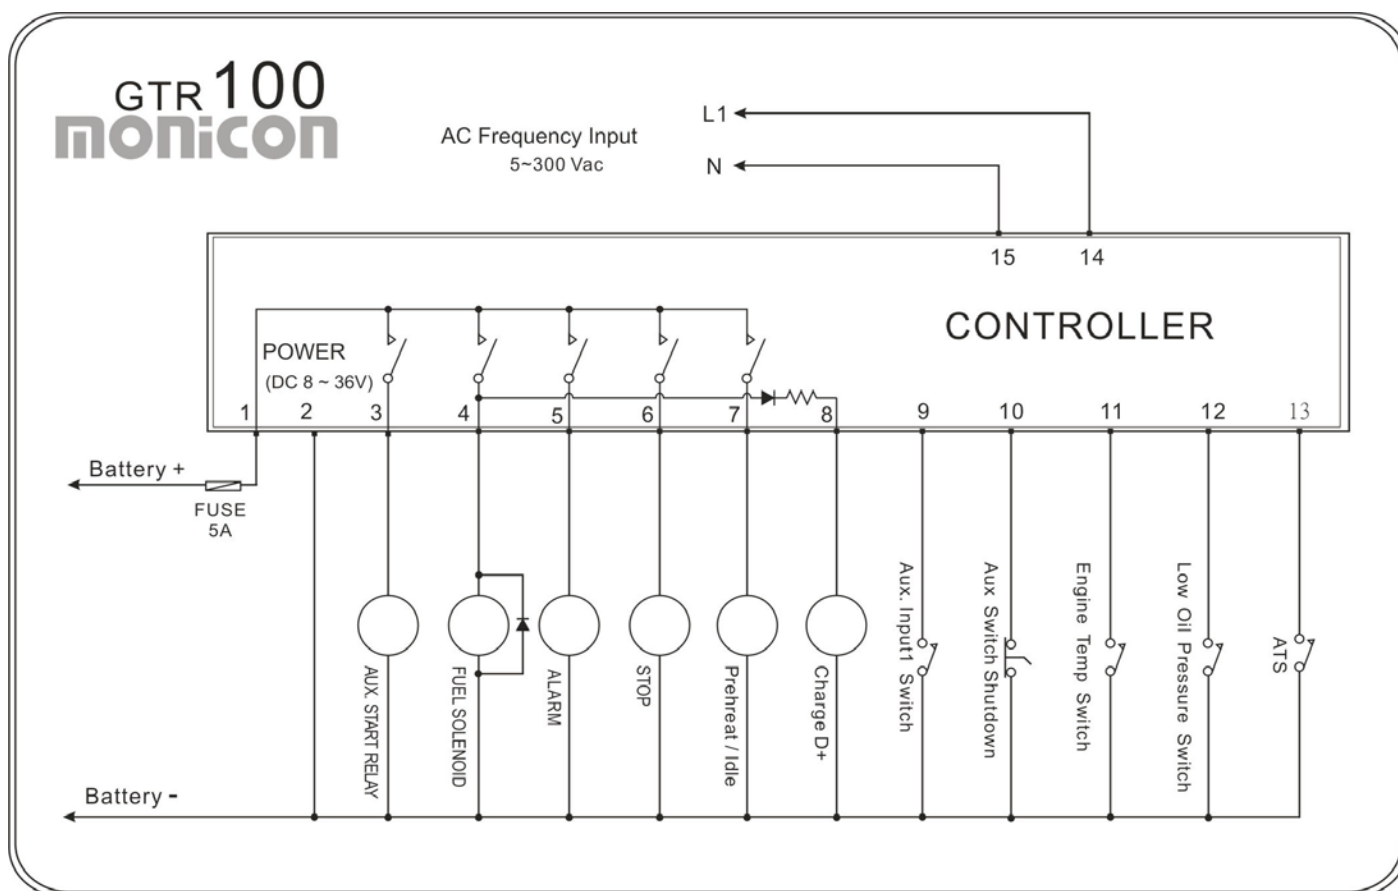 GTR 100
monicon
AC Frequency Input
5~300 Vac
L1
N
15
14
CONTROLLER
POWER
(DC 8 ~ 36V)
1
2
3
4
5
6
7
8
9
10
11
12
13
Battery +
FUSE
5A
AUX. START RELAY
FUEL SOLENOID
ALARM
STOP
Prehreat / Idle
Charge D+
Aux. Input1 Switch
Aux Switch Shutdown
Engine Temp Switch
Low Oil Pressure Switch
ATS
Battery -